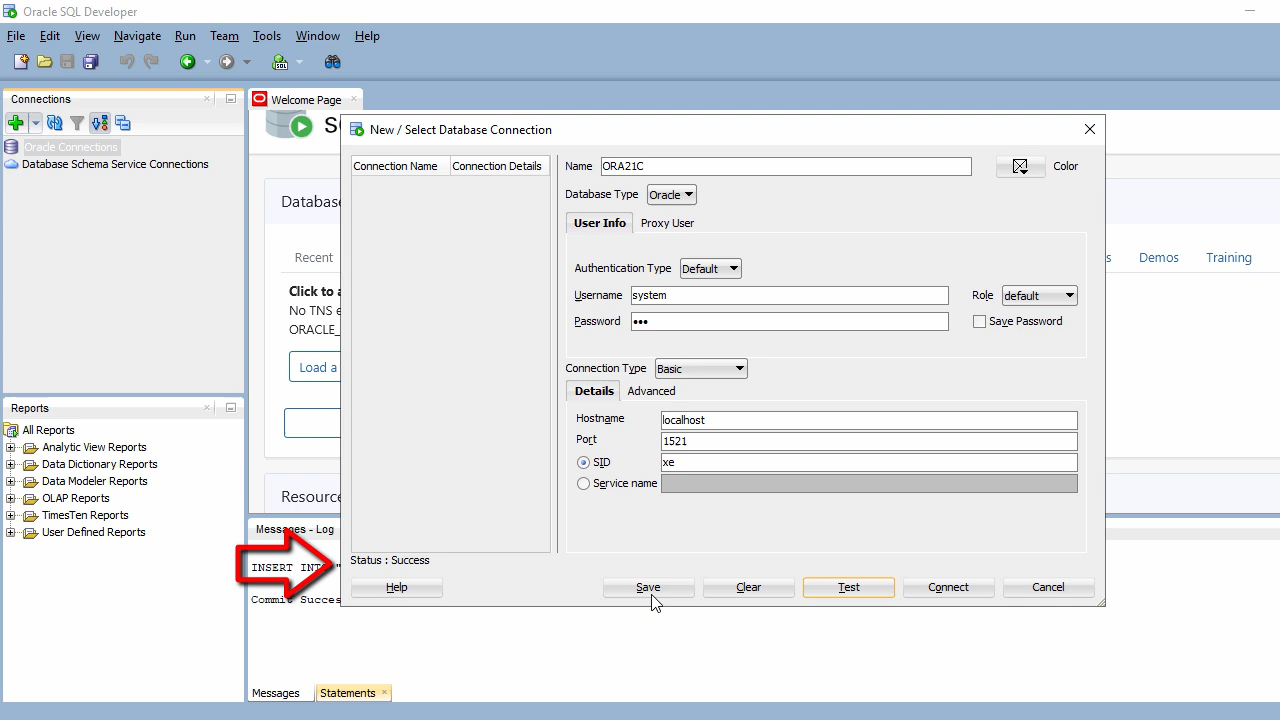 Oracle SQL Developer
File Edit View Navigate Run Team Tools Window Help
Connections
Oracle Connections
Database Schema Service Connections
Reports
All Reports
Analytic View Reports
Data Dictionary Reports
Data Modeler Reports
OLAP Reports
TimesTen Reports
User Defined Reports
Welcome Page
Databas
Recent
Click to a
No TNS e
ORACLE_
Load a
Resourc
Demos
Training
New / Select Database Connection
Connection Name Connection Details
Name ORA21C Color
Database Type Oracle
User Info Proxy User
Authentication Type Default
Username system Role default
Password ••• Save Password
Connection Type Basic
Details Advanced
Hostname localhost
Port 1521
SID xe
Service name
Status : Success
Help Save Clear Test Connect Cancel
Messages - Log
INSERT INT
Commit Succes
Messages Statements